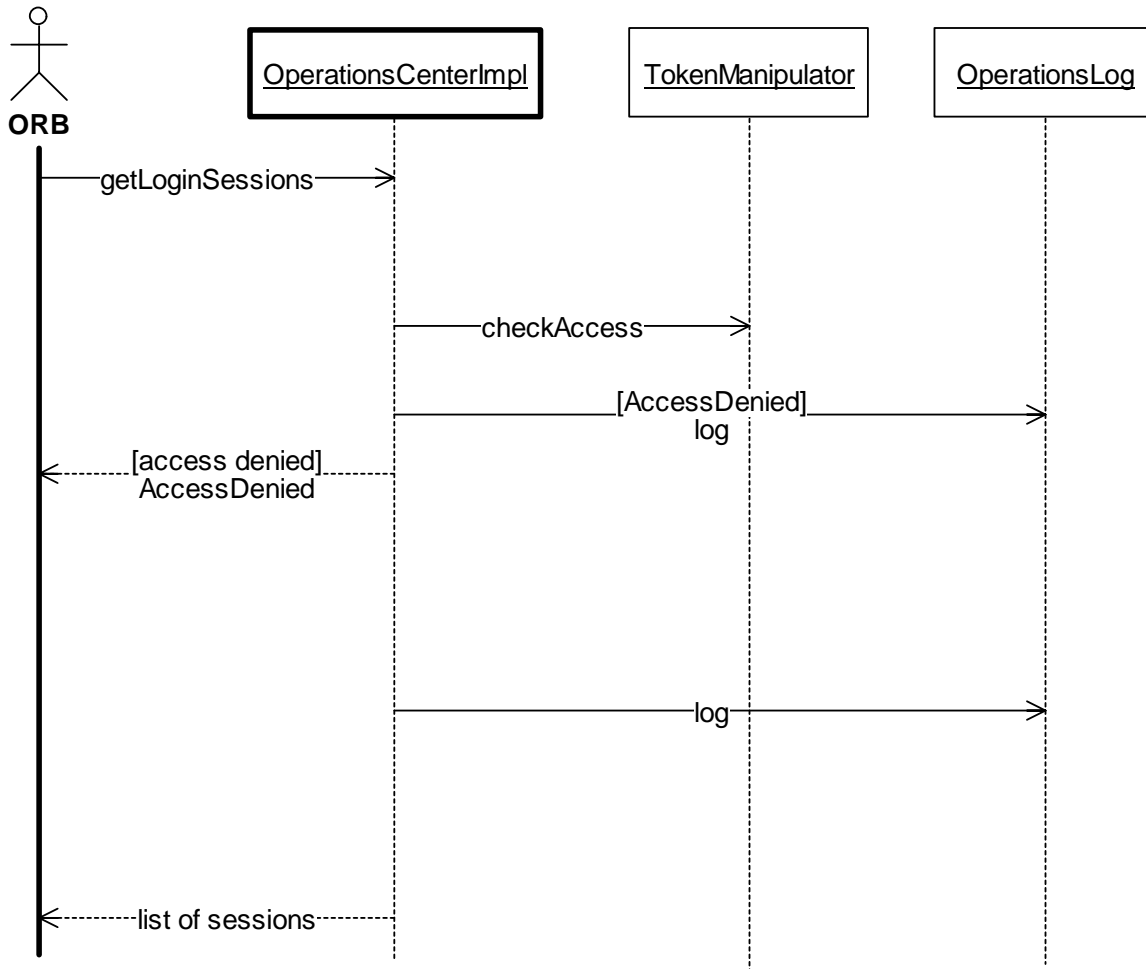 OperationsCenterImpl
TokenManipulator
OperationsLog
ORB
getLoginSessions
checkAccess
[AccessDenied]
log
[access denied]
AccessDenied
log
list of sessions